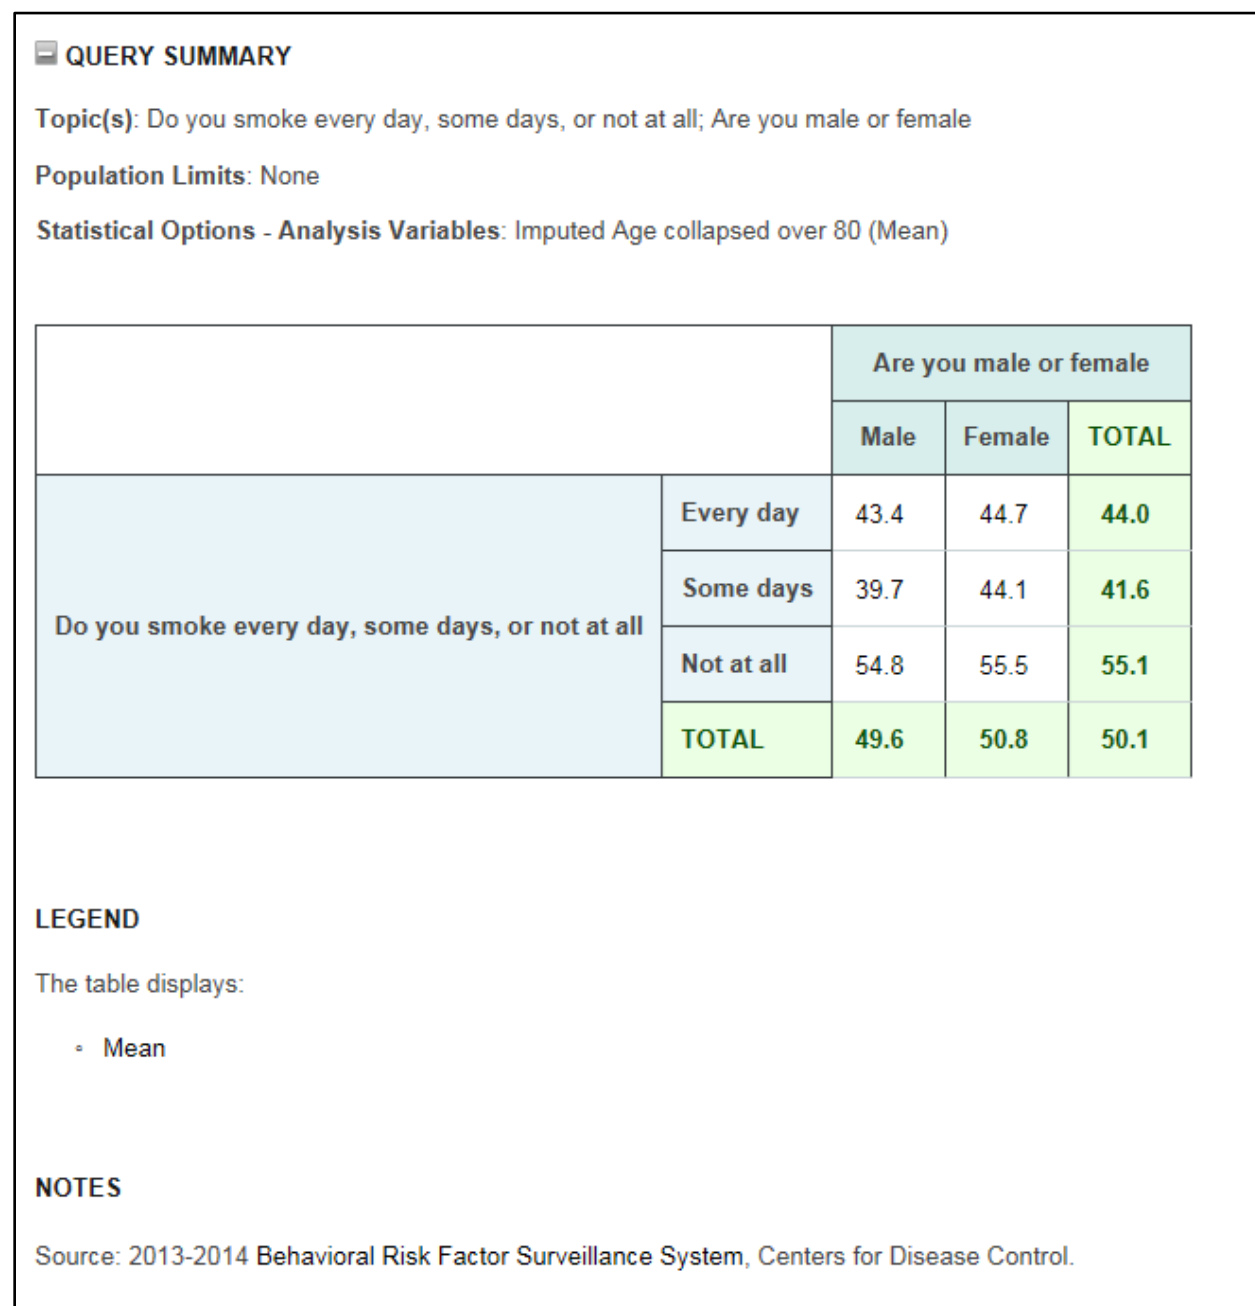 QUERY SUMMARY
Topic(s): Do you smoke every day, some days, or not at all; Are you male or female
Population Limits: None
Statistical Options - Analysis Variables: Imputed Age collapsed over 80 (Mean)
Are you male or female
Male Female TOTAL
Every day 43.4 44.7 44.0
Some days 39.7 44.1 41.6
Do you smoke every day, some days, or not at all
Not at all 54.8 55.5 55.1
TOTAL 49.6 50.8 50.1
LEGEND
The table displays:
◦ Mean
NOTES
Source: 2013-2014 Behavioral Risk Factor Surveillance System, Centers for Disease Control.